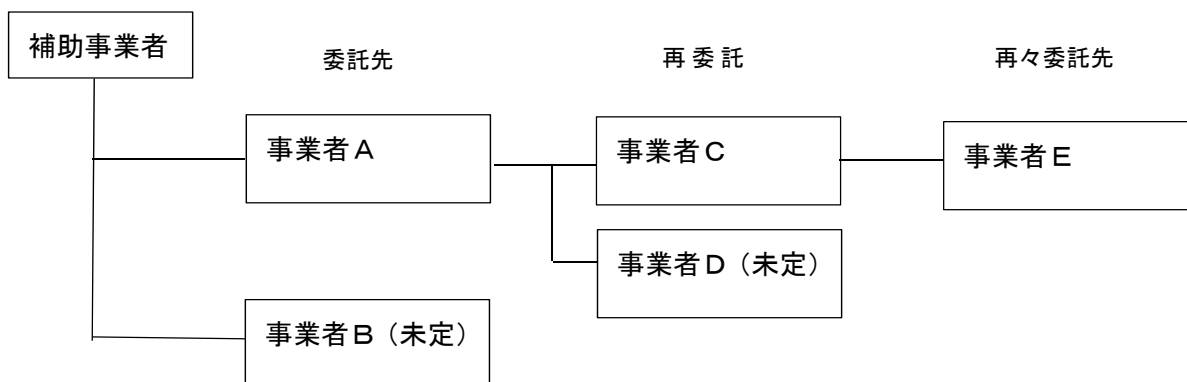 補助事業者
委託先
再委託
再々委託先
事業者A
事業者C
事業者E
事業者D（未定）
事業者B（未定）